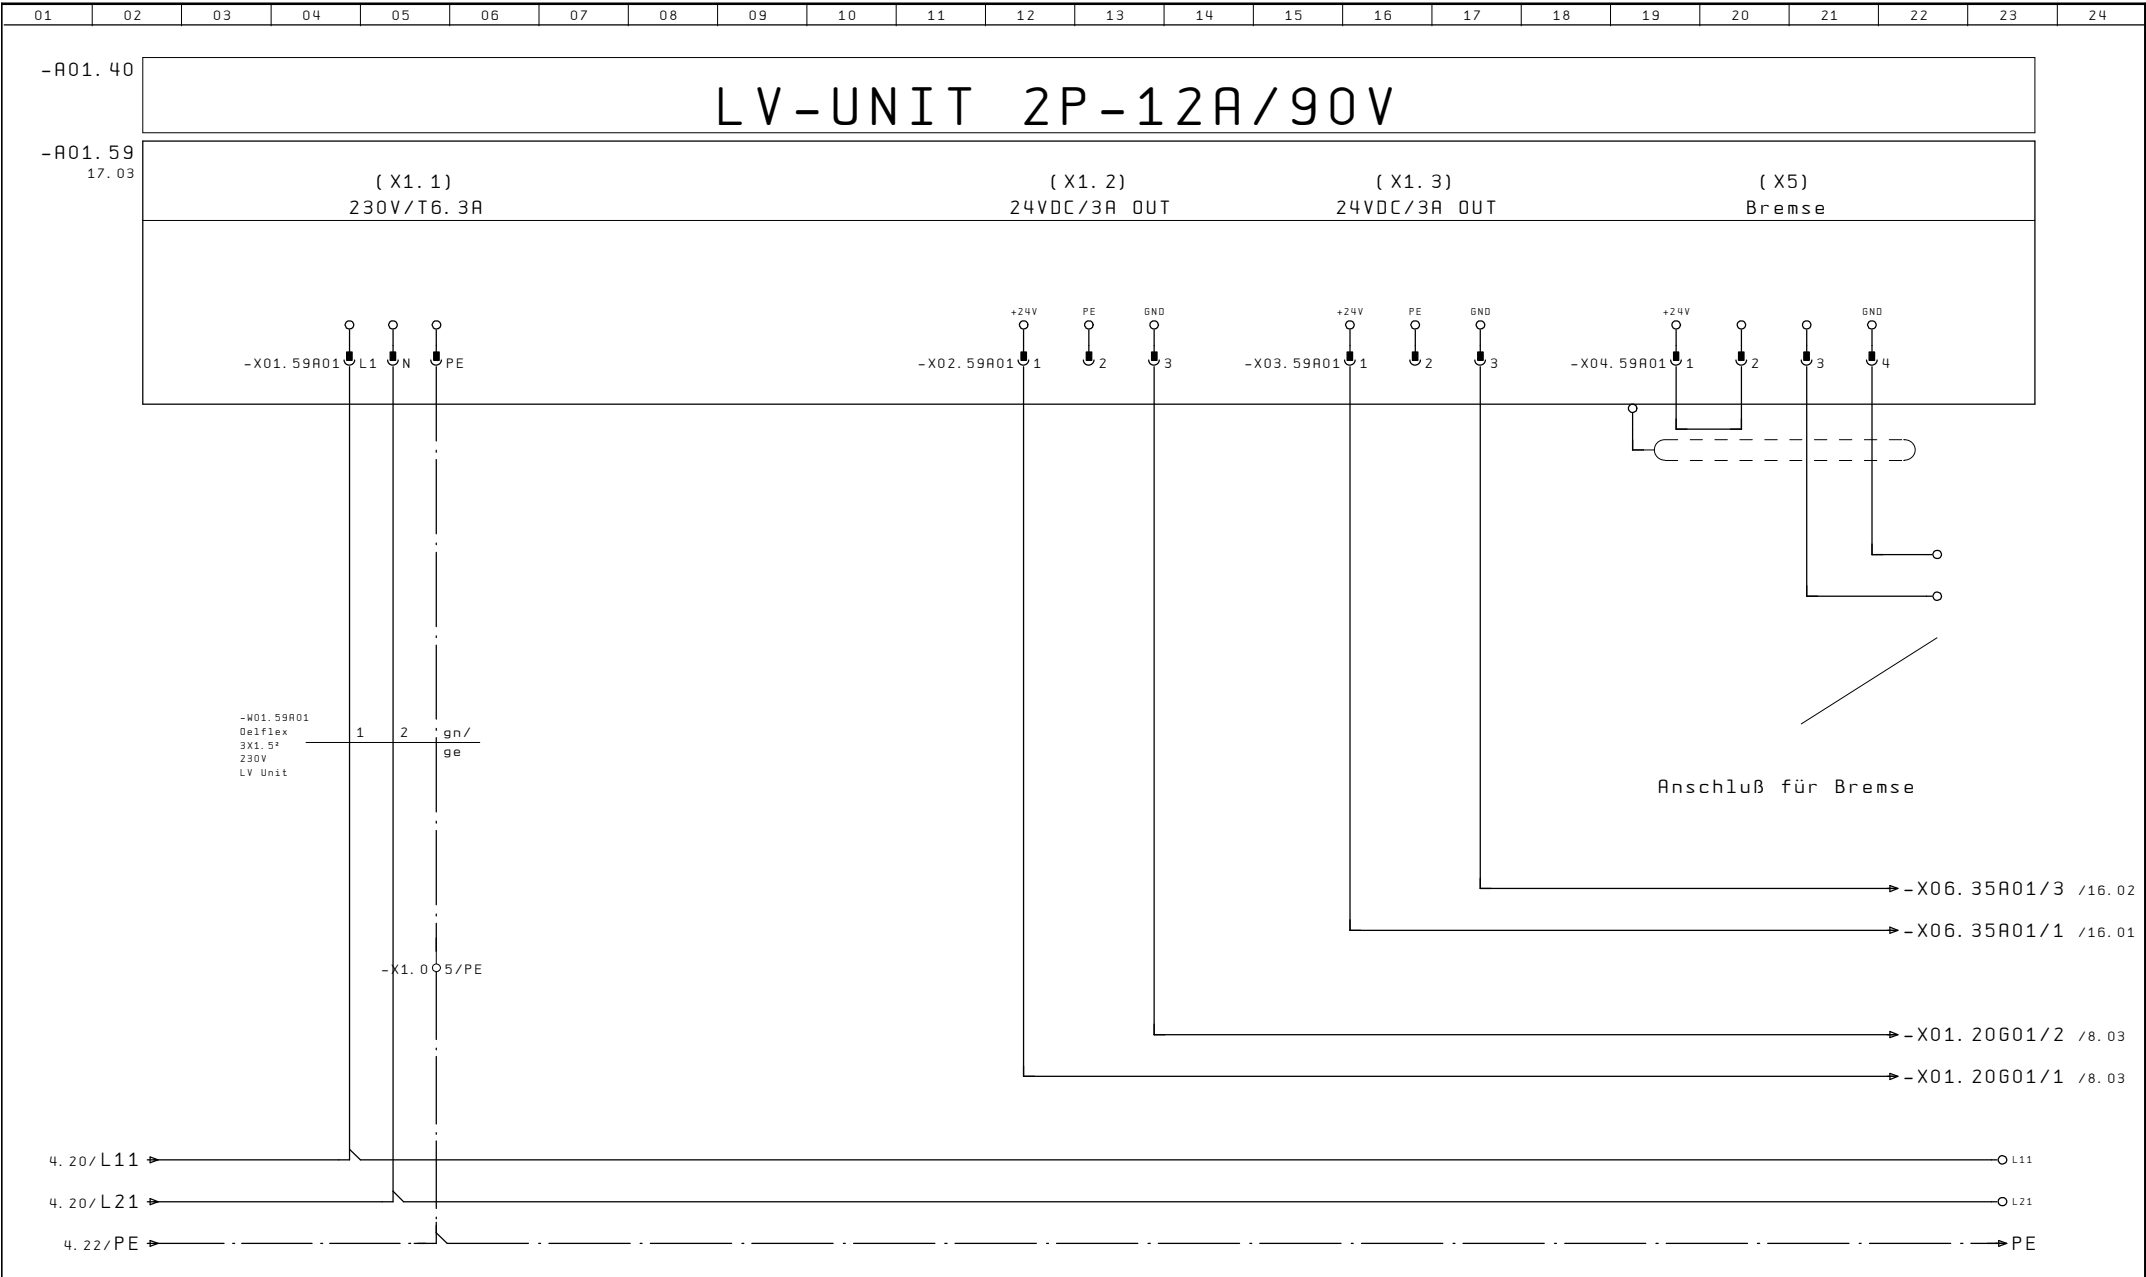 01 02 03 04 05 06 07 08 09 10 11 12 13 14 15 16 17 18 19 20 21 22 23 24
-A01.40
LV-UNIT 2P-12A/90V
-A01.59
17.03
(X1.1) (X1.2) (X1.3) (X5)
230V/T6.3A 24VDC/3A OUT 24VDC/3A OUT Bremse
+24V PE GND +24V PE GND +24V GND
-X01.59A01 L1 N PE -X02.59A01 1 2 3 -X03.59A01 1 2 3 -X04.59A01 1 2 3 4
-W01.59A01
Oelflex
3X1.5²
230V
LV Unit
1 2 gn/
ge
Anschluß für Bremse
-X06.35A01/3 /16.02
-X06.35A01/1 /16.01
-X1.0 5/PE
-X01.20G01/2 /8.03
-X01.20G01/1 /8.03
4.20/L11 L11
4.20/L21 L21
4.22/PE PE